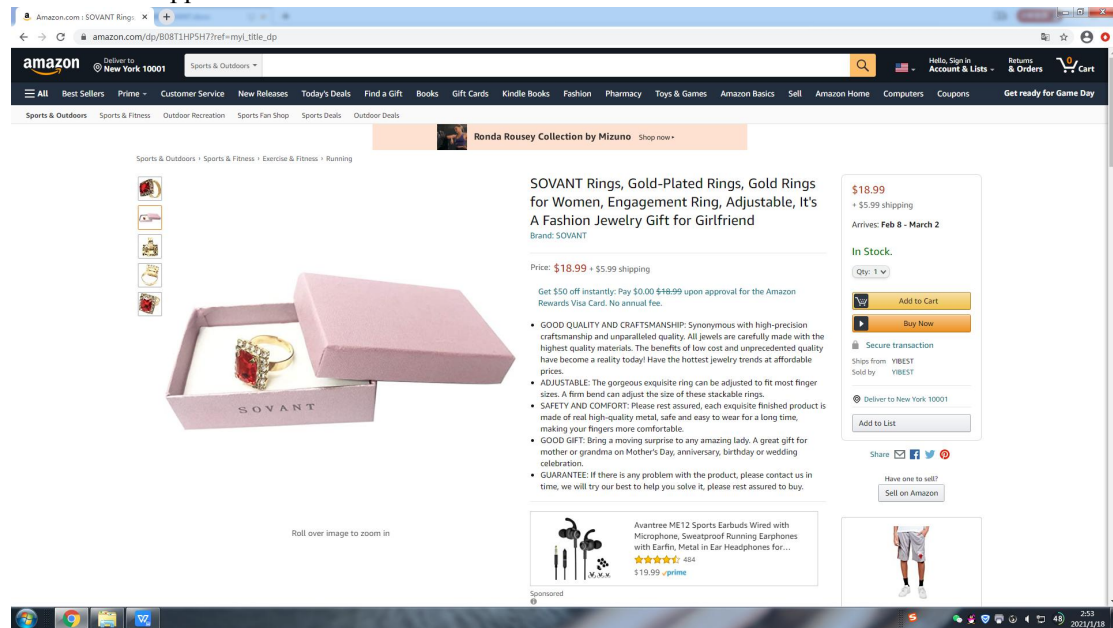 Amazon.com : SOVANT Rings
amazon.com/dp/B08T1HP5H7?ref=myi_title_dp
amazon
Deliver to
New York 10001
Sports & Outdoors
Hello, Sign in
Account & Lists
Returns
& Orders
0
Cart
All Best Sellers Prime Customer Service New Releases Today's Deals Find a Gift Books Gift Cards Kindle Books Fashion Pharmacy Toys & Games Amazon Basics Sell Amazon Home Computers Coupons Get ready for Game Day
Sports & Outdoors Sports & Fitness Outdoor Recreation Sports Fan Shop Sports Deals Outdoor Deals
Ronda Rousey Collection by Mizuno Shop now
Sports & Outdoors › Sports & Fitness › Exercise & Fitness › Running
SOVANT
Roll over image to zoom in
SOVANT Rings, Gold-Plated Rings, Gold Rings
for Women, Engagement Ring, Adjustable, It's
A Fashion Jewelry Gift for Girlfriend
Brand: SOVANT
Price: $18.99 + $5.99 shipping
Get $50 off instantly: Pay $0.00 $18.99 upon approval for the Amazon
Rewards Visa Card. No annual fee.
• GOOD QUALITY AND CRAFTSMANSHIP: Synonymous with high-precision
craftsmanship and unparalleled quality. All jewels are carefully made with the
highest quality materials. The benefits of low cost and unprecedented quality
have become a reality today! Have the hottest jewelry trends at affordable
prices.
• ADJUSTABLE: The gorgeous exquisite ring can be adjusted to fit most finger
sizes. A firm bend can adjust the size of these stackable rings.
• SAFETY AND COMFORT: Please rest assured, each exquisite finished product is
made of real high-quality metal, safe and easy to wear for a long time,
making your fingers more comfortable.
• GOOD GIFT: Bring a moving surprise to any amazing lady. A great gift for
mother or grandma on Mother's Day, anniversary, birthday or wedding
celebration.
• GUARANTEE: If there is any problem with the product, please contact us in
time, we will try our best to help you solve it, please rest assured to buy.
Avantree ME12 Sports Earbuds Wired with
Microphone, Sweatproof Running Earphones
with Earfin, Metal in Ear Headphones for...
484
$19.99 prime
Sponsored
$18.99
+ $5.99 shipping
Arrives: Feb 8 - March 2
In Stock.
Qty: 1
Add to Cart
Buy Now
Secure transaction
Ships from YIBEST
Sold by YIBEST
Deliver to New York 10001
Add to List
Share
Have one to sell?
Sell on Amazon
2:53
2021/1/18